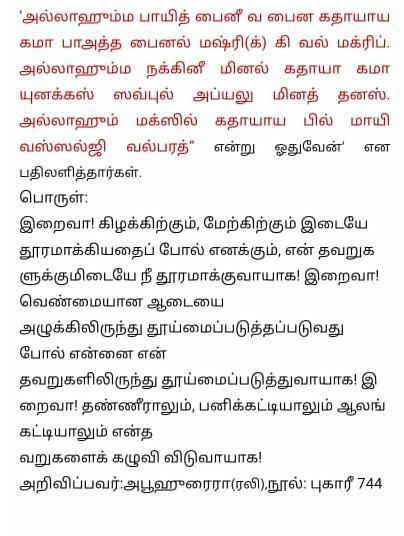 ‘அல்லாஹும்ம பாயித் பைனீ வ பைன கதாயாய
கமா பாஅத்த பைனல் மஷ்ரி(க்) கி வல் மக்ரிப்.
அல்லாஹும்ம நக்கினீ மினல் கதாயா கமா
யுனக்கஸ் ஸவ்புல் அப்யலு மினத் தனஸ்.
அல்லாஹும் மக்ஸில் கதாயாய பில் மாயி
வஸ்ஸல்ஜி வல்பரத்” என்று ஓதுவேன்’ என
பதிலளித்தார்கள்.
பொருள்:
இறைவா! கிழக்கிற்கும், மேற்கிற்கும் இடையே
தூரமாக்கியதைப் போல் எனக்கும், என் தவறுக
ளுக்குமிடையே நீ தூரமாக்குவாயாக! இறைவா!
வெண்மையான ஆடையை
அழுக்கிலிருந்து தூய்மைப்படுத்தப்படுவது
போல் என்னை என்
தவறுகளிலிருந்து தூய்மைப்படுத்துவாயாக! இ
றைவா! தண்ணீராலும், பனிக்கட்டியாலும் ஆலங்
கட்டியாலும் என்த
வறுகளைக் கழுவி விடுவாயாக!
அறிவிப்பவர்:அபூஹுரைரா(ரலி),நூல்: புகாரீ 744